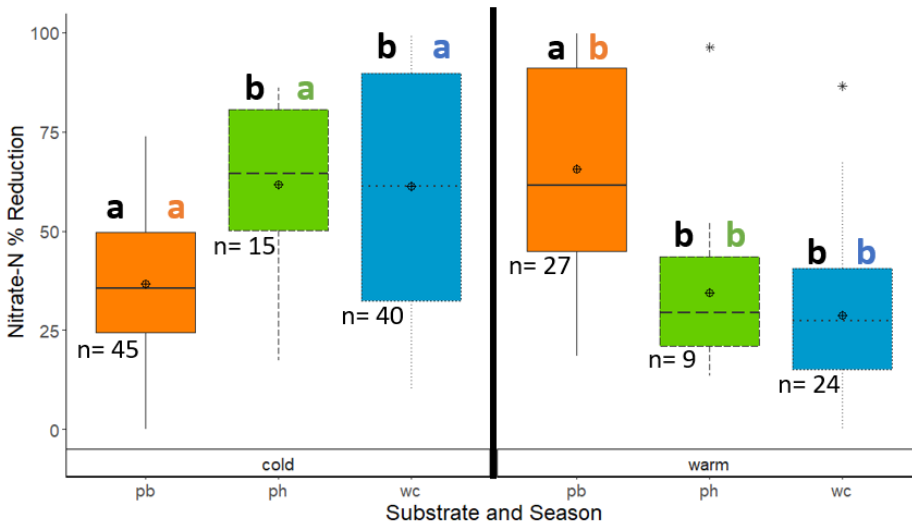 Nitrate-N % Reduction
100
75
50
25
0
a a
n= 45
b a
n= 15
b a
n= 40
a b
n= 27
b b
n= 9
b b
n= 24
cold
warm
pb ph wc pb ph wc
Substrate and Season